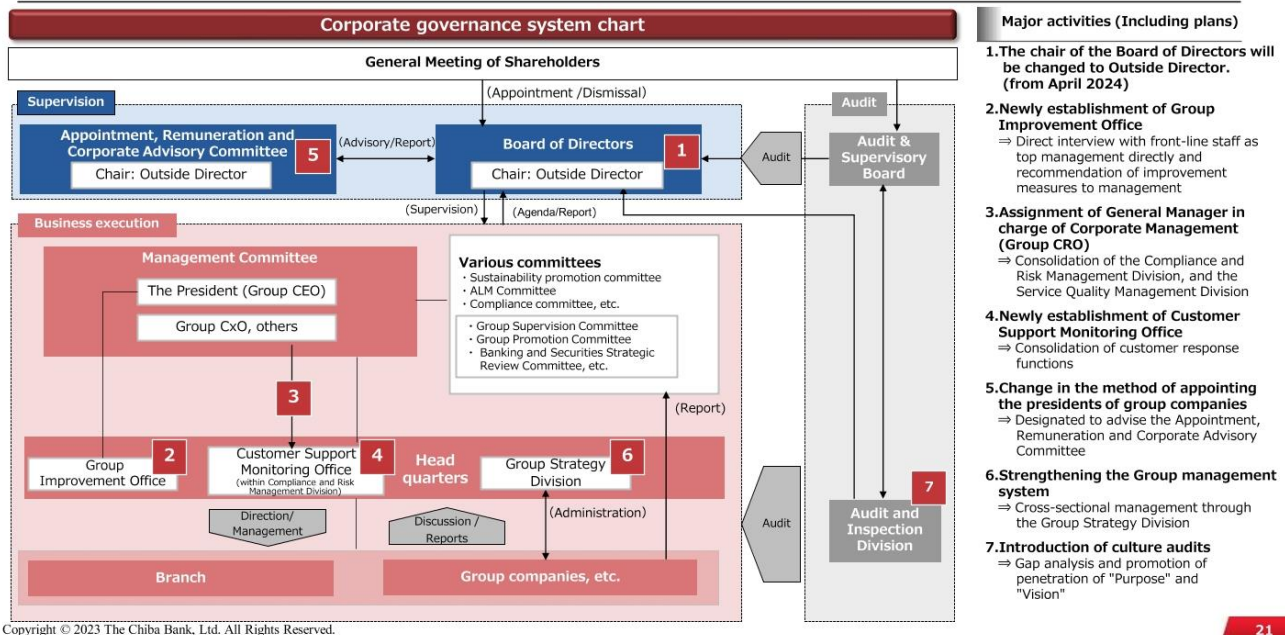 Corporate governance system chart
General Meeting of Shareholders
(Appointment /Dismissal)
Supervision
Appointment, Remuneration and
Corporate Advisory Committee
5
Chair: Outside Director
(Advisory/Report)
Board of Directors
1
Chair: Outside Director
Audit
Audit
Audit &
Supervisory
Board
(Supervision)
(Agenda/Report)
Business execution
Management Committee
The President (Group CEO)
Group CxO, others
Various committees
・Sustainability promotion committee
・ALM Committee
・Compliance committee, etc.
・Group Supervision Committee
・Group Promotion Committee
・ Banking and Securities Strategic
Review Committee, etc.
3
(Report)
Group
Improvement Office
2
Customer Support
Monitoring Office
(within Compliance and Risk
Management Division)
4
Head
quarters
Group Strategy
Division
6
7
Audit and
Inspection
Division
Direction/
Management
Discussion /
Reports
(Administration)
Audit
Branch
Group companies, etc.
Major activities (Including plans)
1.The chair of the Board of Directors will
be changed to Outside Director.
(from April 2024)
2.Newly establishment of Group
Improvement Office
⇒ Direct interview with front-line staff as
top management directly and
recommendation of improvement
measures to management
3.Assignment of General Manager in
charge of Corporate Management
(Group CRO)
⇒ Consolidation of the Compliance and
Risk Management Division, and the
Service Quality Management Division
4.Newly establishment of Customer
Support Monitoring Office
⇒ Consolidation of customer response
functions
5.Change in the method of appointing
the presidents of group companies
⇒ Designated to advise the Appointment,
Remuneration and Corporate Advisory
Committee
6.Strengthening the Group management
system
⇒ Cross-sectional management through
the Group Strategy Division
7.Introduction of culture audits
⇒ Gap analysis and promotion of
penetration of "Purpose" and
"Vision"
Copyright © 2023 The Chiba Bank, Ltd. All Rights Reserved.
21